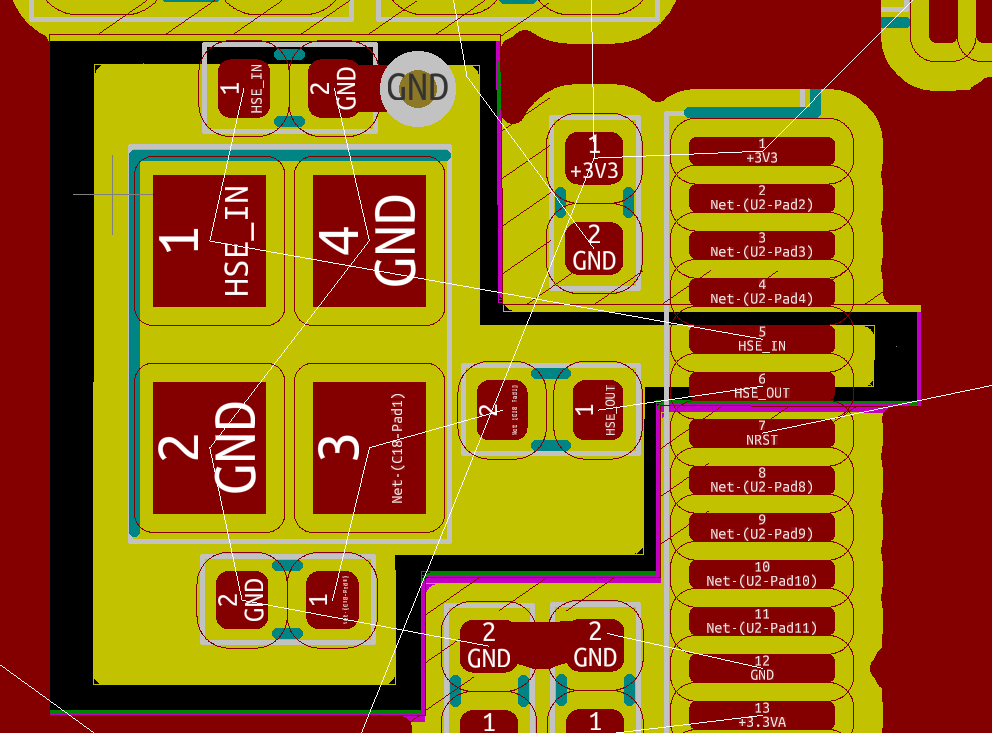 1
HSE_IN
2
GND
GND
1
HSE_IN
4
GND
2
GND
3
Net-(C18-Pad1)
2
GND
1
Net-(C18-Pad1)
2
1
HSE_OUT
1
+3V3
2
GND
1
+3V3
2
Net-(U2-Pad2)
3
Net-(U2-Pad3)
4
Net-(U2-Pad4)
5
HSE_IN
6
HSE_OUT
7
NRST
8
Net-(U2-Pad8)
9
Net-(U2-Pad9)
10
Net-(U2-Pad10)
11
Net-(U2-Pad11)
12
GND
13
+3.3VA
2
GND
2
GND
1
1